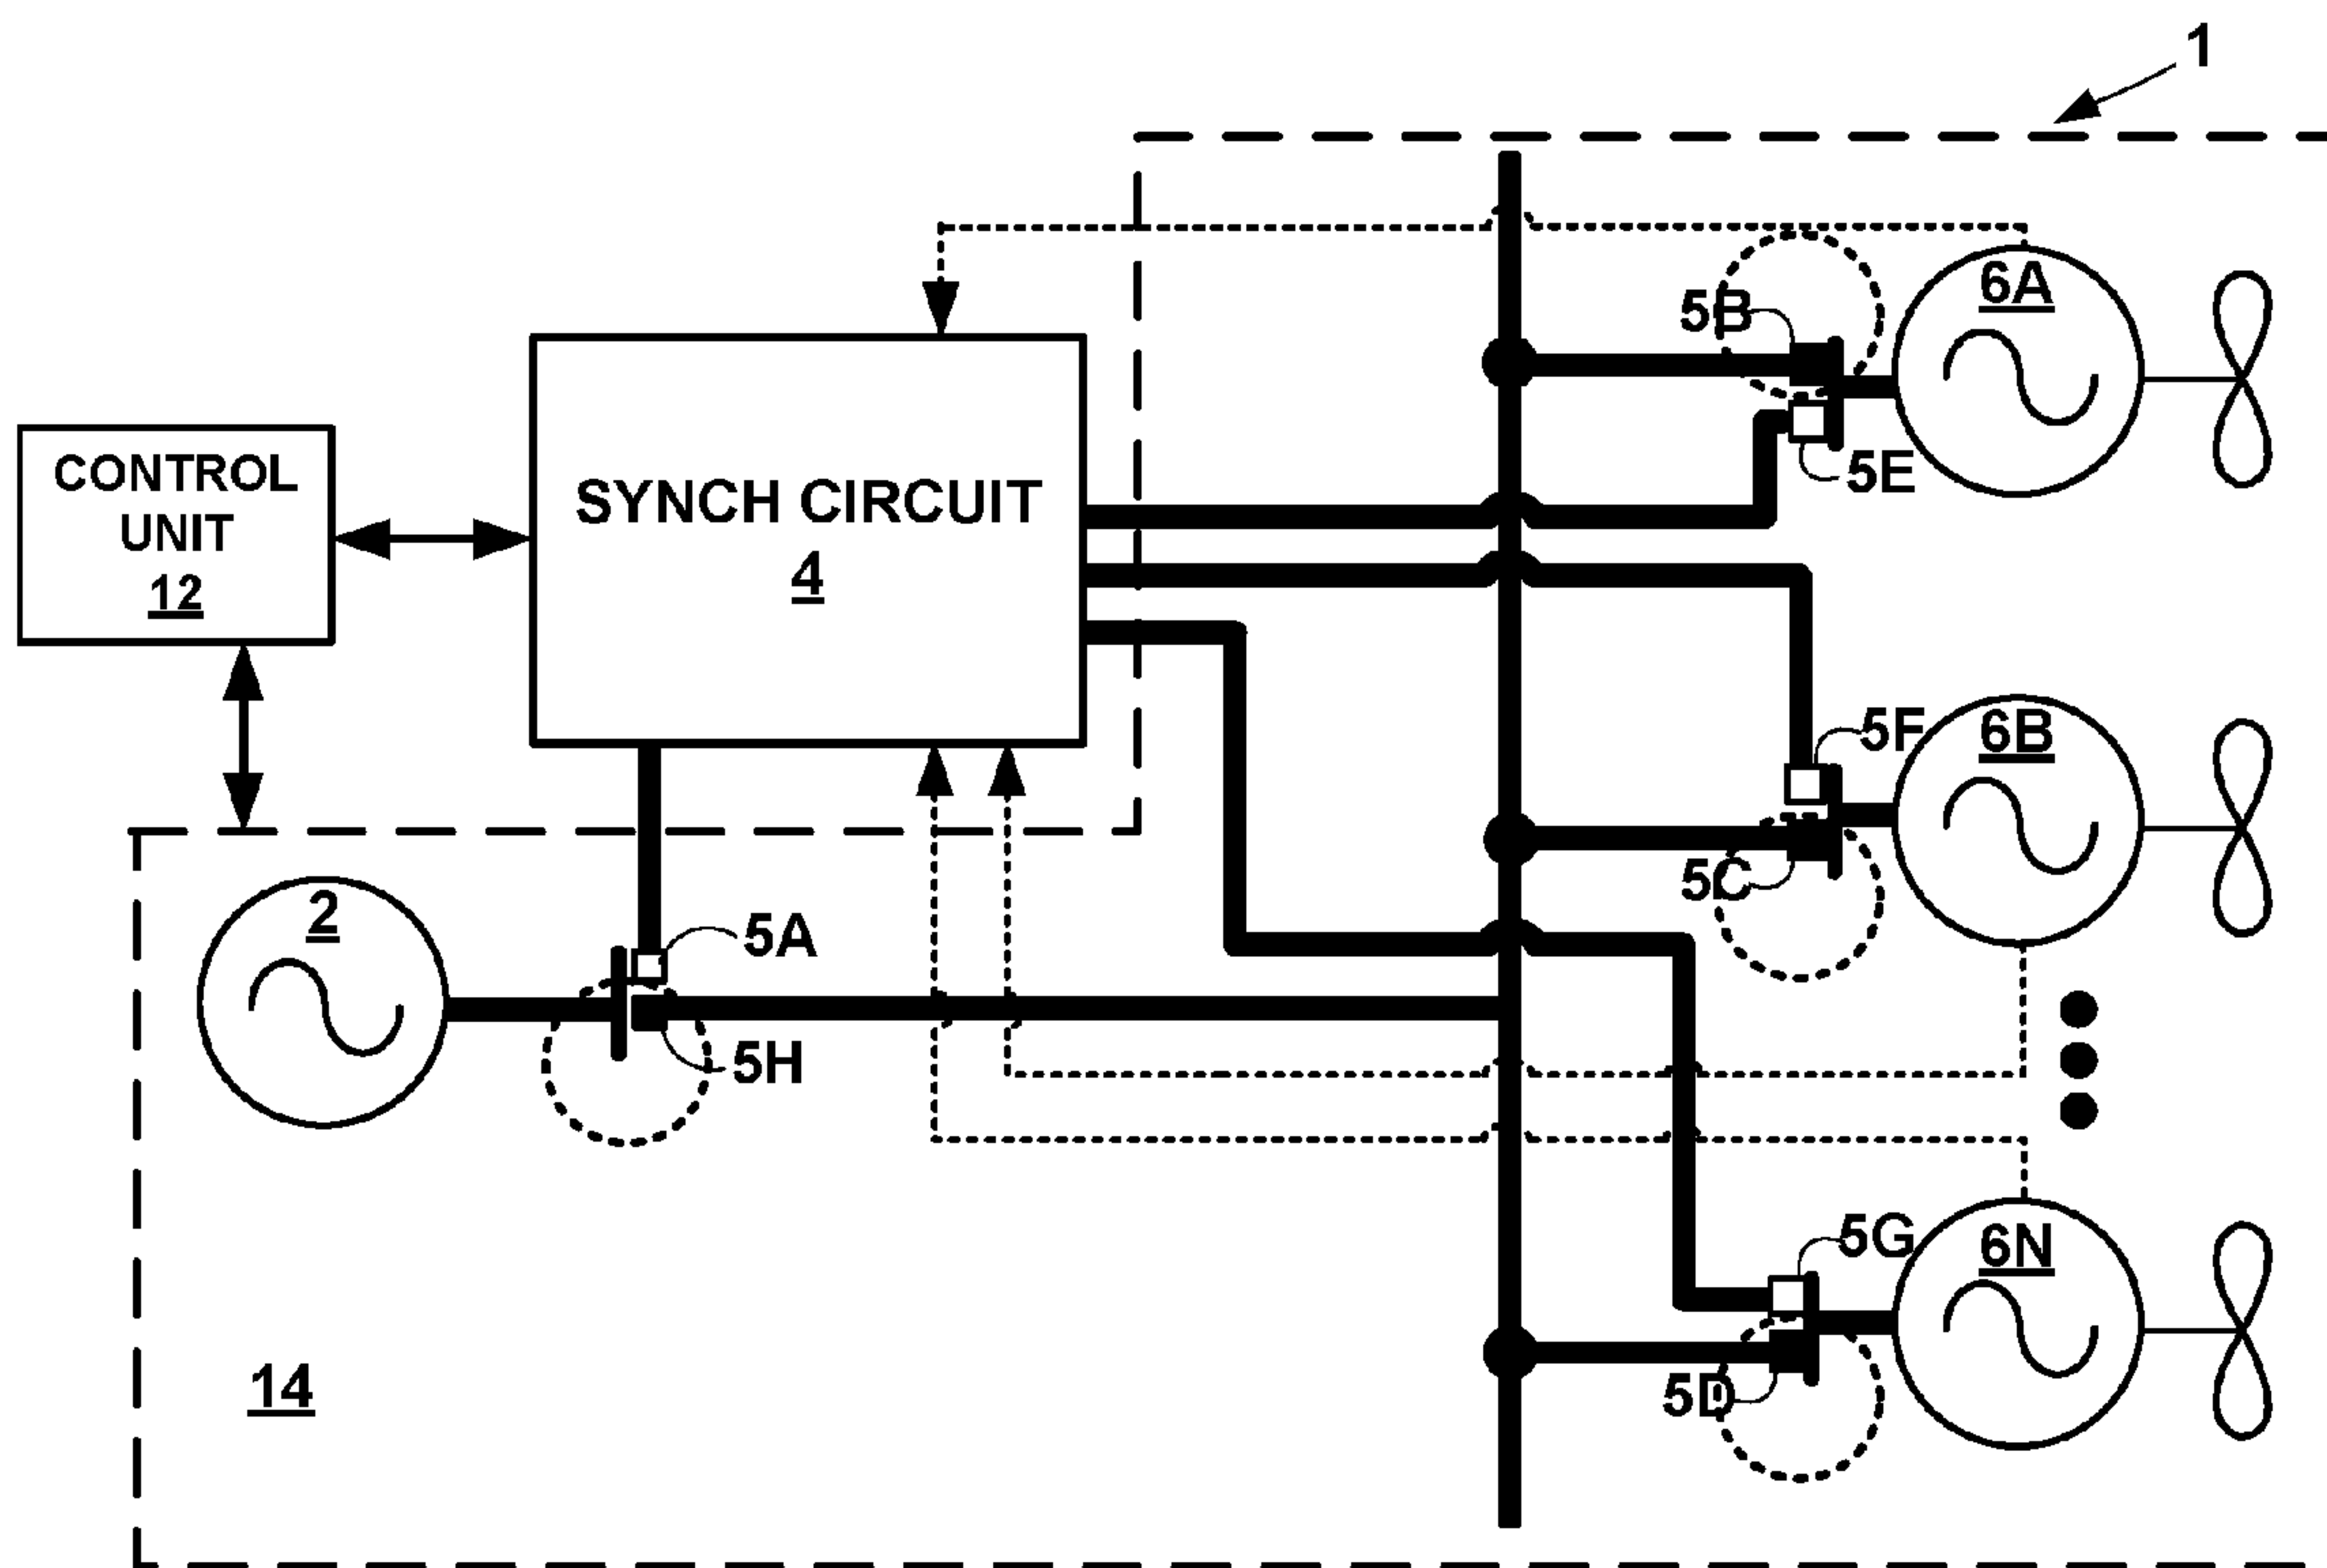 1
6A
5B
5E
CONTROL
UNIT
12
SYNCH CIRCUIT
4
5F
6B
5C
2
5A
5H
5G
6N
5D
14